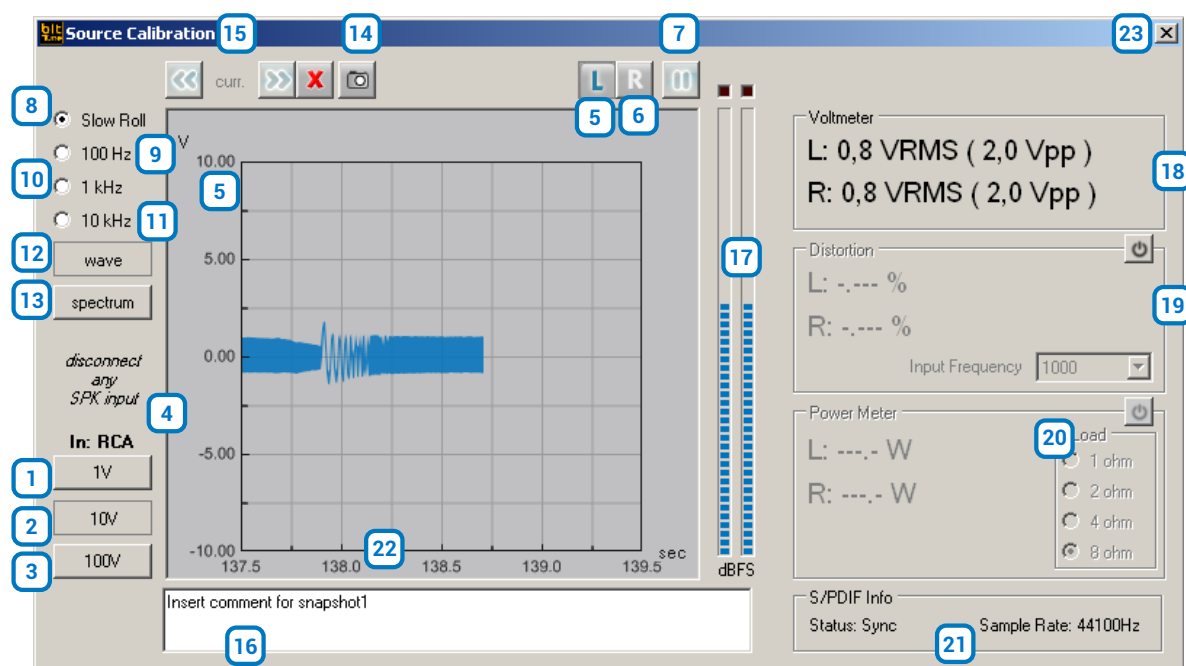 bit Tune Source Calibration 15 14 7 23
curr. X L R
8 Slow Roll
5 6
100 Hz 9
10 1 kHz
10 kHz 11
12 wave
13 spectrum
disconnect
any
SPK input
4
In: RCA
1 1V
2 10V
3 100V
V
10.00
5
5.00
0.00
-5.00
-10.00
22
sec
137.5 138.0 138.5 139.0 139.5
17
dBFS
Insert comment for snapshot1
16
Voltmeter
L: 0,8 VRMS ( 2,0 Vpp )
R: 0,8 VRMS ( 2,0 Vpp )
18
Distortion
L: -.--- %
R: -.--- %
19
Input Frequency 1000
Power Meter
L: ---.- W
R: ---.- W
20 Load
1 ohm
2 ohm
4 ohm
8 ohm
S/PDIF Info
Status: Sync Sample Rate: 44100Hz
21